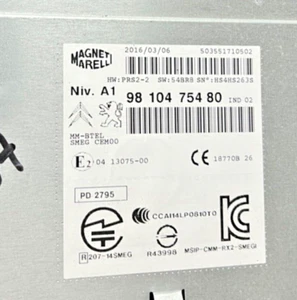 MAGNETI
MARELLI
2016/03/06 503551710502
HW:PRS2-2 SW:54BR8 SN°:HS4HS263S
Niv. A1
98 104 754 80 IND 02
MM-BTEL
SMEG CEM00
E2 04 13075-00
CE 18770B 26
PD 2795
CCAI14LP0810T0
R 207-14SMEG
R43998
MSIP-CMM-RX2-SMEGI